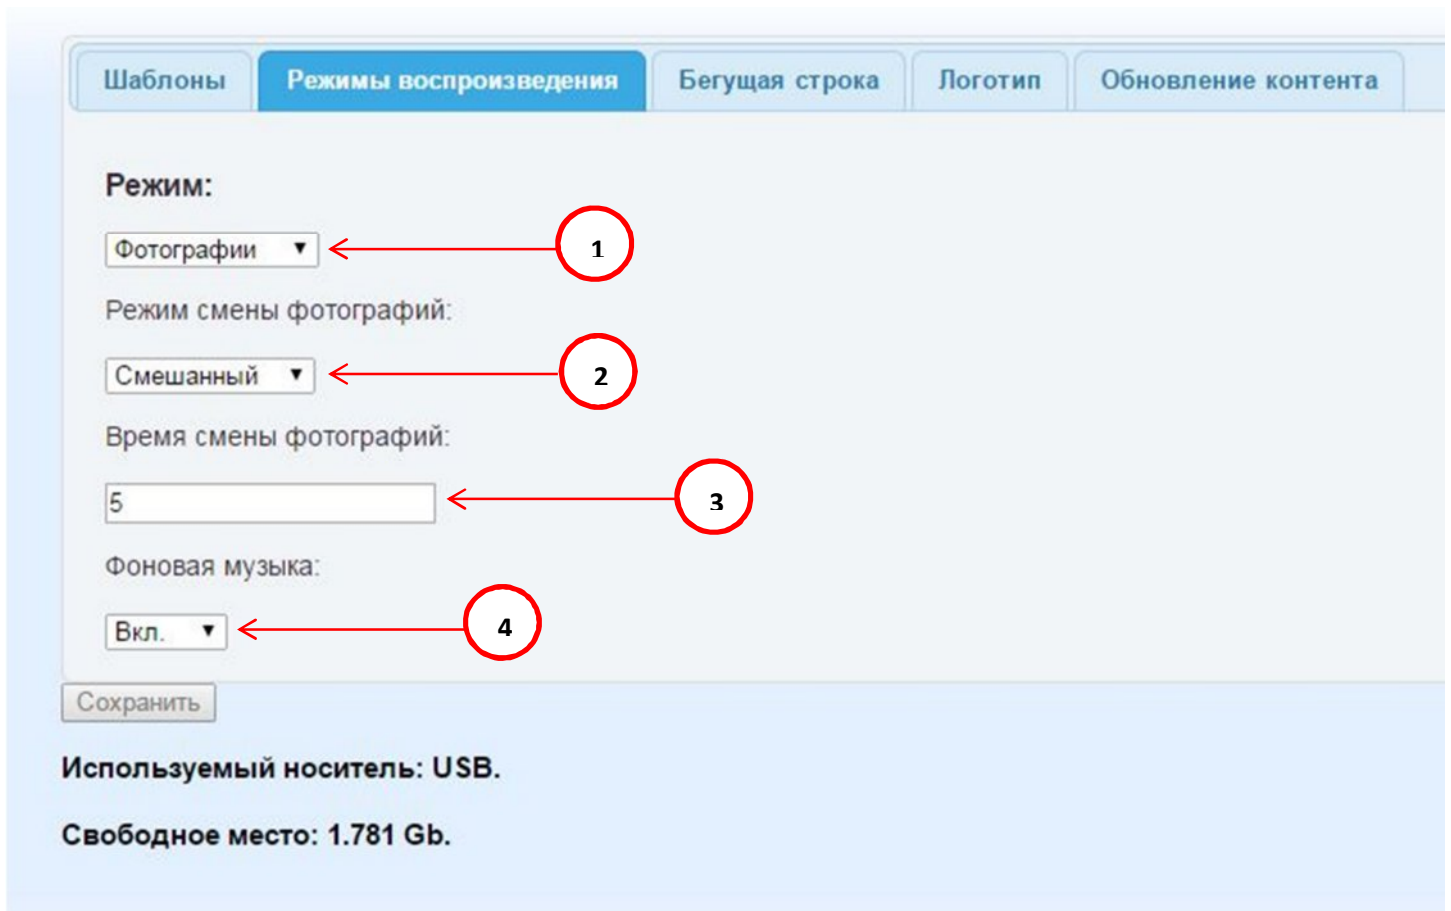 Шаблоны Режимы воспроизведения Бегущая строка Логотип Обновление контента
Режим:
Фотографии 1
Режим смены фотографий:
Смешанный 2
Время смены фотографий:
5 3
Фоновая музыка:
Вкл. 4
Сохранить
Используемый носитель: USB.
Свободное место: 1.781 Gb.